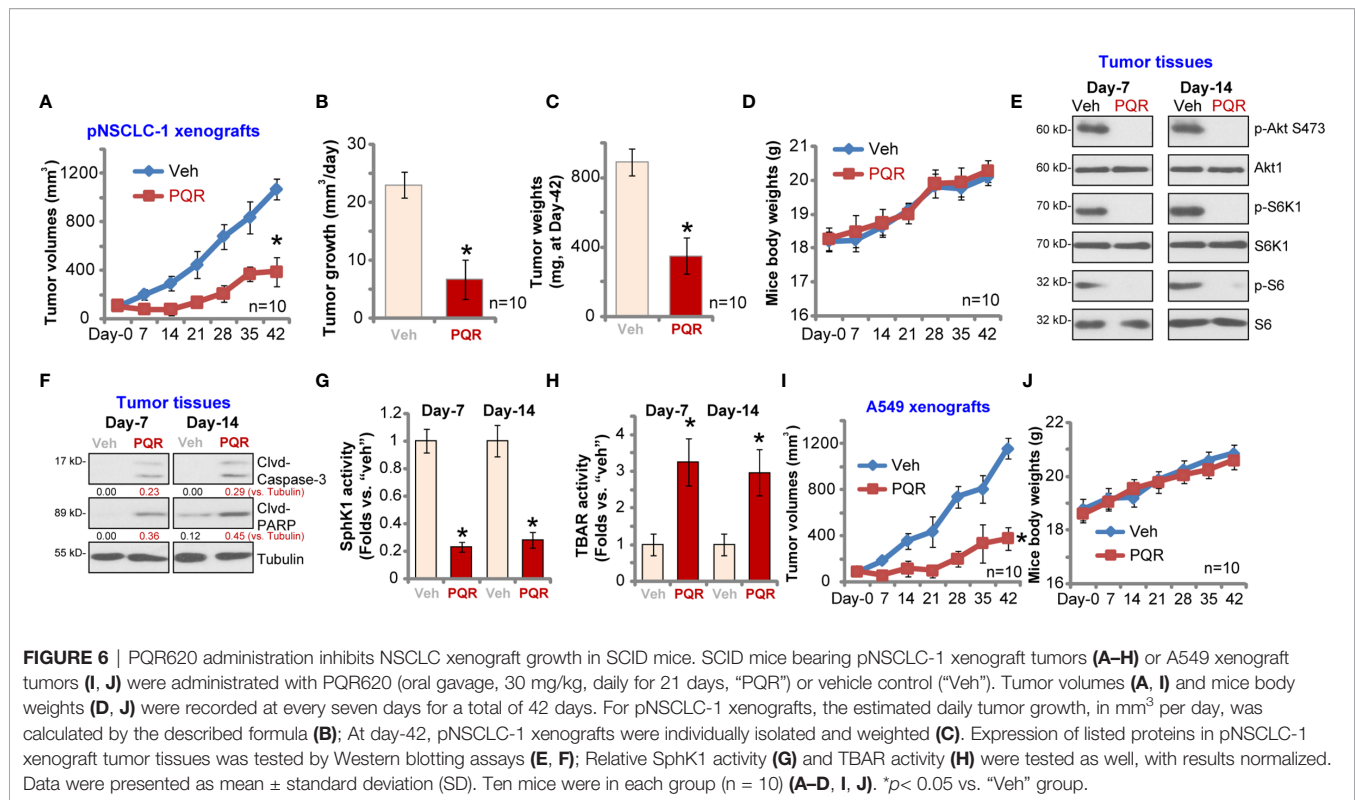 A
pNSCLC-1 xenografts
Tumor volumes (mm3)
1200
800
400
0
Veh
PQR
*
n=10
Day-0 7 14 21 28 35 42
B
Tumor growth (mm3/day)
30
20
10
0
*
n=10
Veh PQR
C
Tumor weights
(mg, at Day-42)
800
400
0
*
n=10
Veh PQR
D
Mice body weights (g)
21
20
19
18
17
16
Veh
PQR
n=10
Day-0 7 14 21 28 35 42
E
Tumor tissues
Day-7 Day-14
Veh PQR Veh PQR
60 kD- p-Akt S473
60 kD- Akt1
70 kD- p-S6K1
70 kD- S6K1
32 kD- p-S6
32 kD- S6
F
Tumor tissues
Day-7 Day-14
Veh PQR Veh PQR
17 kD- Clvd-
Caspase-3
0.00 0.23 0.00 0.29 (vs. Tubulin)
89 kD- Clvd-
PARP
0.00 0.36 0.12 0.45 (vs. Tubulin)
55 kD- Tubulin
G
SphK1 activity
(Folds vs. “veh”)
1.2
1
0.8
0.6
0.4
0.2
0
Day-7 Day-14
* *
Veh PQR Veh PQR
H
TBAR activity
(Folds vs. “veh”)
4
3
2
1
0
Day-7 Day-14
* *
Veh PQR Veh PQR
I
A549 xenografts
Tumor volumes (mm3)
1200
800
400
0
Veh
PQR
*
n=10
Day-0 7 14 21 28 35 42
J
Mice body weights (g)
22
20
18
16
Veh
PQR
n=10
Day-0 7 14 21 28 35 42
FIGURE 6 | PQR620 administration inhibits NSCLC xenograft growth in SCID mice. SCID mice bearing pNSCLC-1 xenograft tumors (A–H) or A549 xenograft
tumors (I, J) were administrated with PQR620 (oral gavage, 30 mg/kg, daily for 21 days, “PQR”) or vehicle control (“Veh”). Tumor volumes (A, I) and mice body
weights (D, J) were recorded at every seven days for a total of 42 days. For pNSCLC-1 xenografts, the estimated daily tumor growth, in mm3 per day, was
calculated by the described formula (B); At day-42, pNSCLC-1 xenografts were individually isolated and weighted (C). Expression of listed proteins in pNSCLC-1
xenograft tumor tissues was tested by Western blotting assays (E, F); Relative SphK1 activity (G) and TBAR activity (H) were tested as well, with results normalized.
Data were presented as mean ± standard deviation (SD). Ten mice were in each group (n = 10) (A–D, I, J). *p< 0.05 vs. “Veh” group.